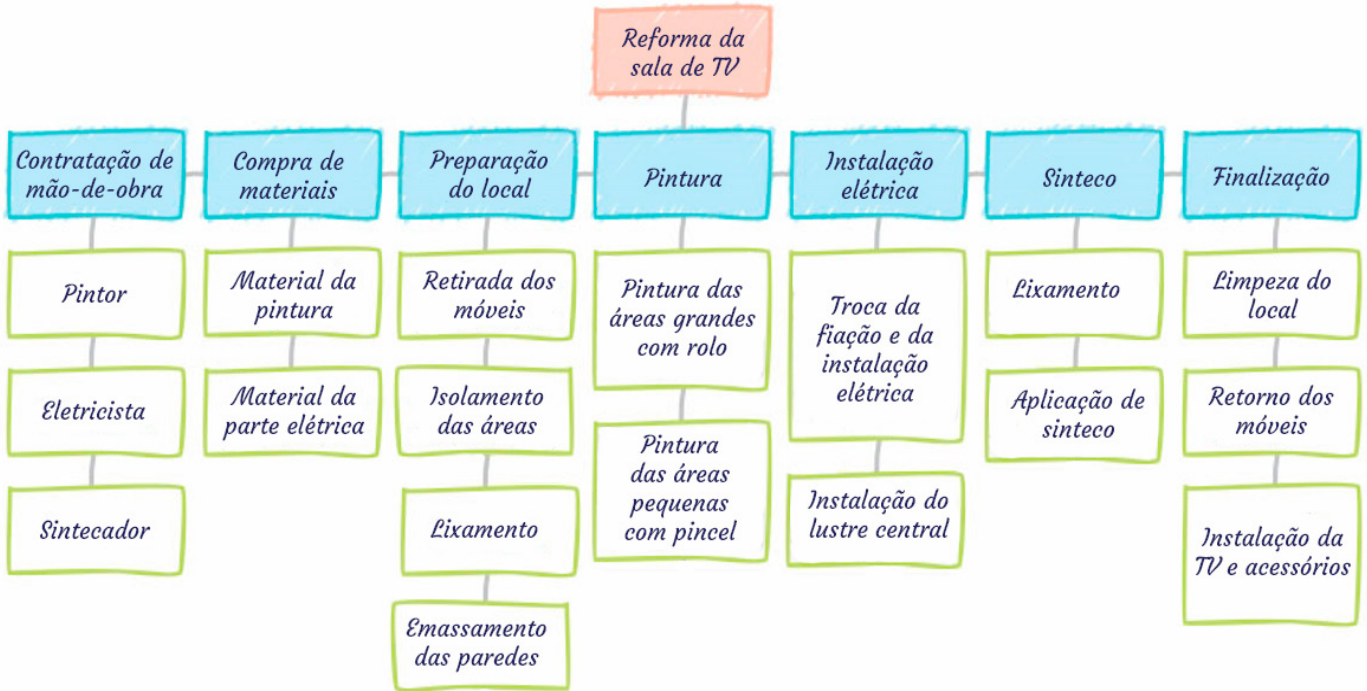 Reforma da
sala de TV
Contratação de
mão-de-obra
Compra de
materiais
Preparação
do local
Pintura
Instalação
elétrica
Sinteco
Finalização
Pintor
Eletricista
Sintecador
Material da
pintura
Material da
parte elétrica
Retirada dos
móveis
Isolamento
das áreas
Lixamento
Emassamento
das paredes
Pintura das
áreas grandes
com rolo
Pintura
das áreas
pequenas
com pincel
Troca da
fiação e da
instalação
elétrica
Instalação do
lustre central
Lixamento
Aplicação de
sinteco
Limpeza do
local
Retorno dos
móveis
Instalação da
TV e acessórios